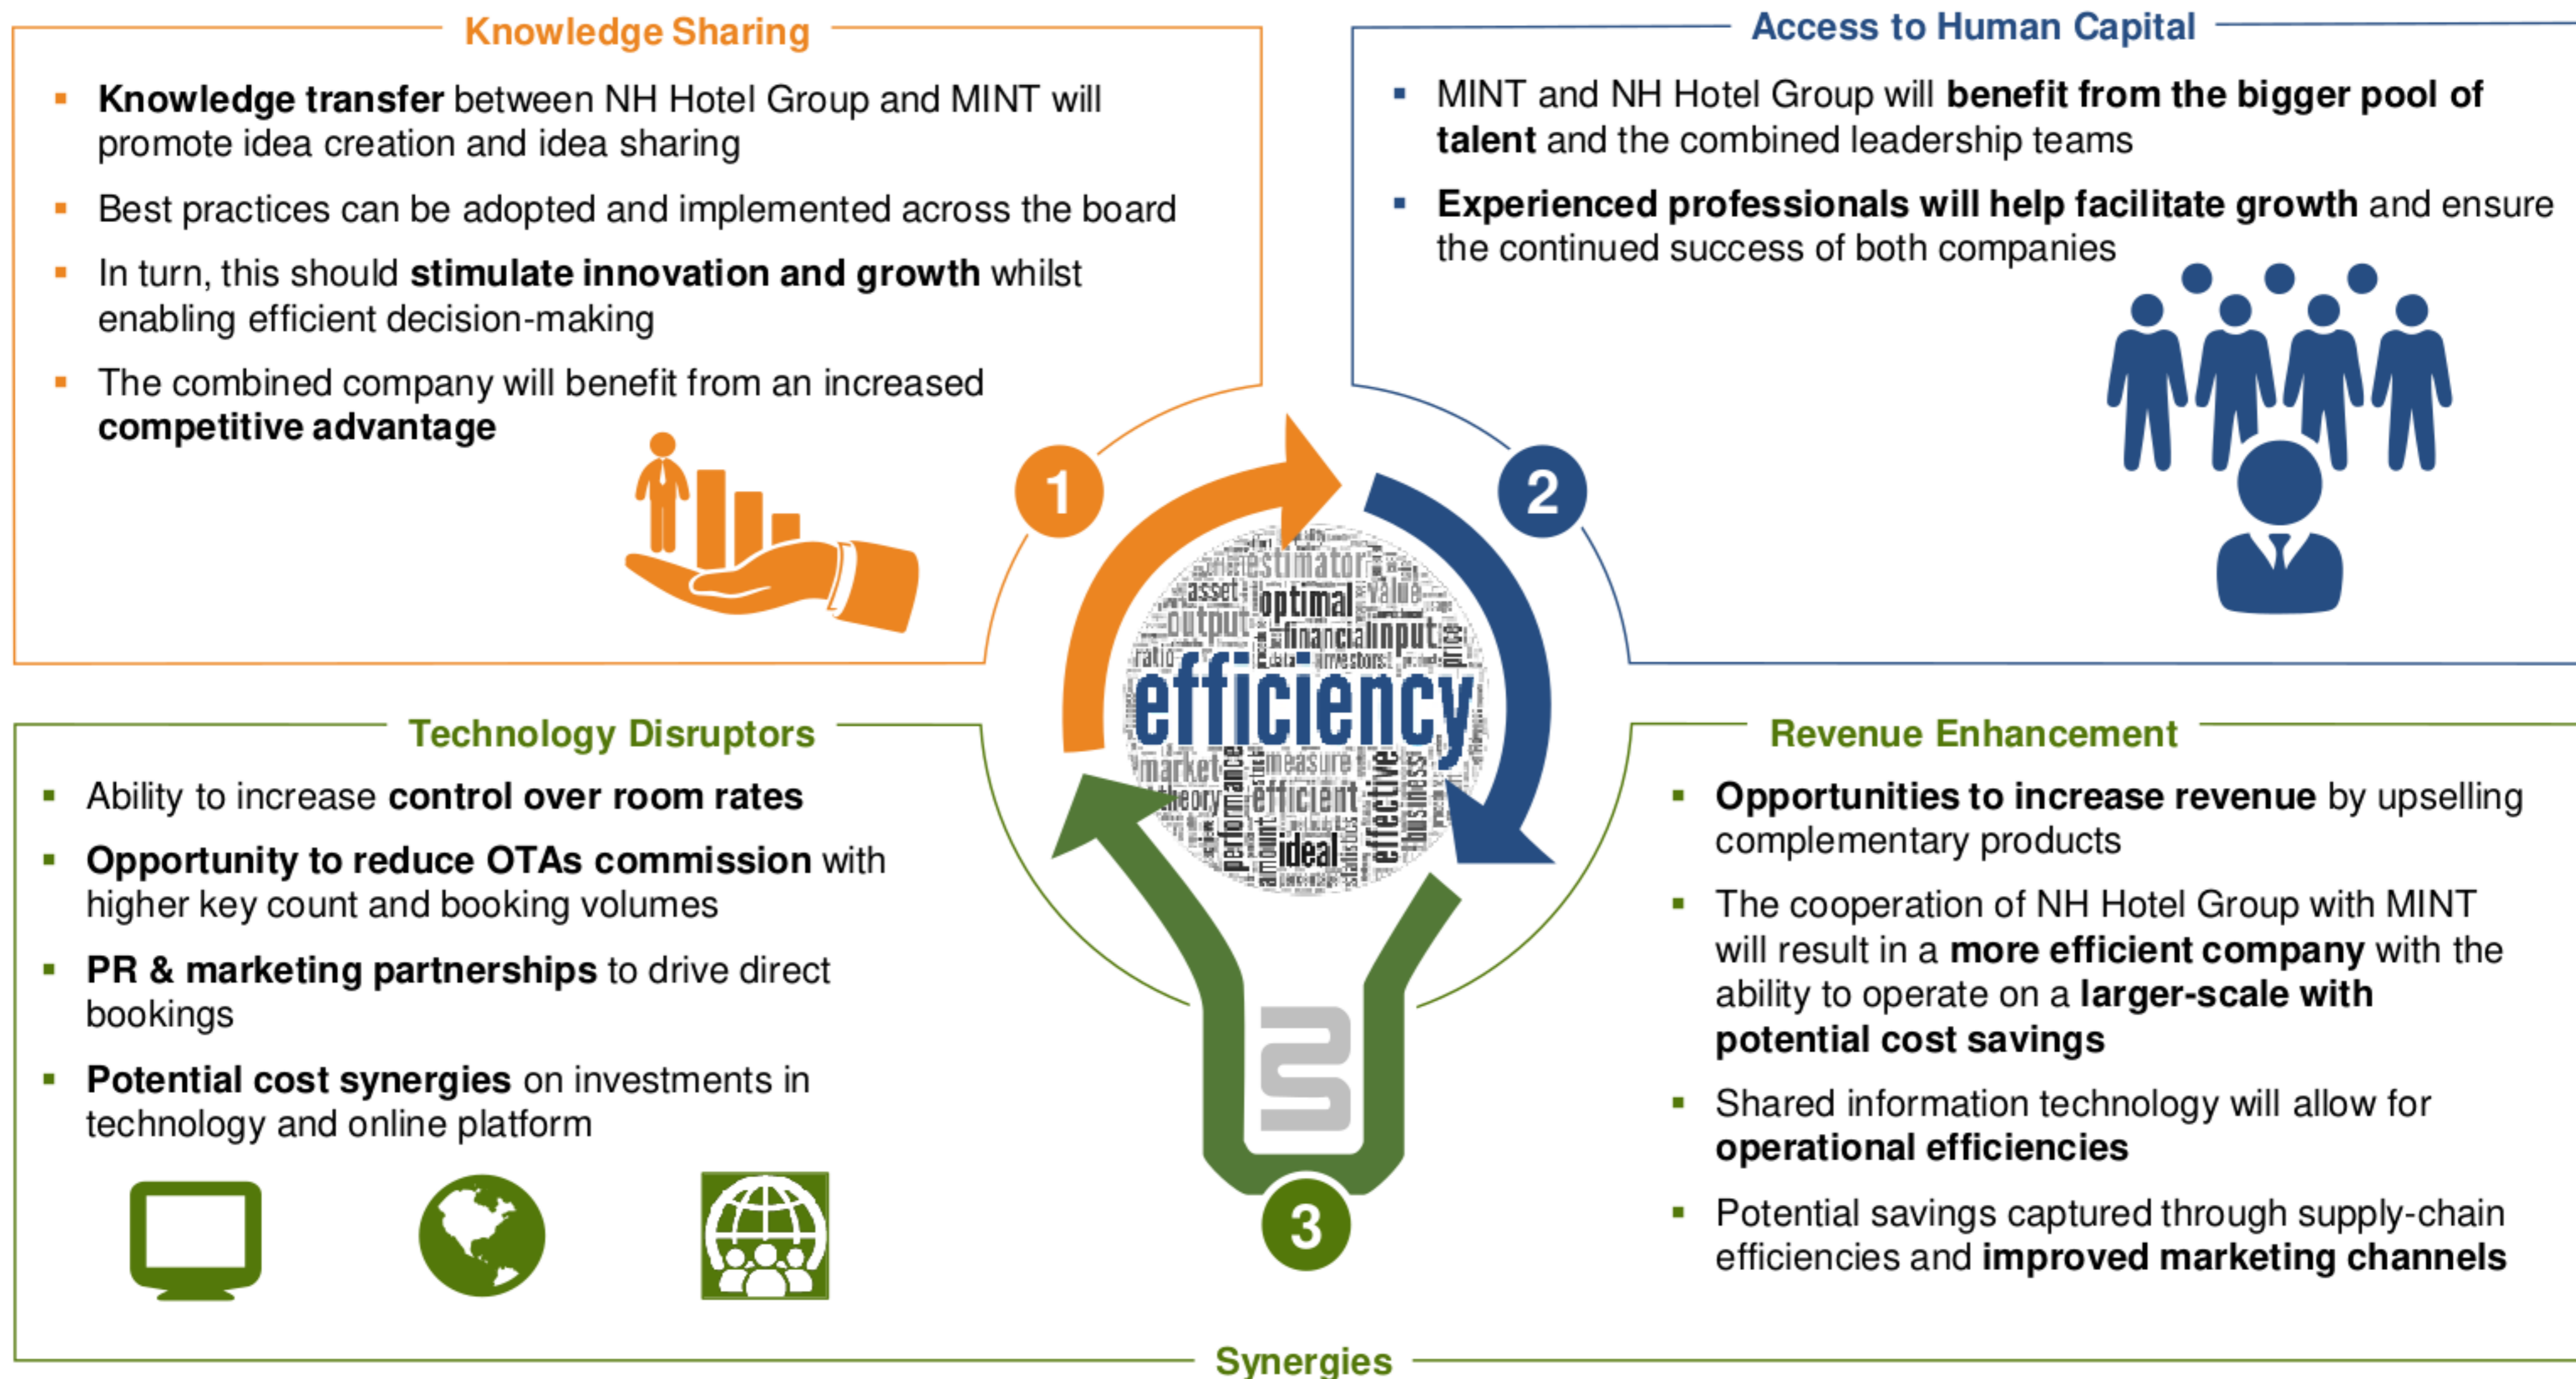 Knowledge Sharing
▪ Knowledge transfer between NH Hotel Group and MINT will
promote idea creation and idea sharing
▪ Best practices can be adopted and implemented across the board
▪ In turn, this should stimulate innovation and growth whilst
enabling efficient decision-making
▪ The combined company will benefit from an increased
competitive advantage
Access to Human Capital
▪ MINT and NH Hotel Group will benefit from the bigger pool of
talent and the combined leadership teams
▪ Experienced professionals will help facilitate growth and ensure
the continued success of both companies
1
2
estimator
asset
optimal
value
output
financial
input
ratio
data
investors
price
efficiency
market
measure
theory
performance
efficient
effective
business
amount
ideal
statistics
Technology Disruptors
▪ Ability to increase control over room rates
▪ Opportunity to reduce OTAs commission with
higher key count and booking volumes
▪ PR & marketing partnerships to drive direct
bookings
▪ Potential cost synergies on investments in
technology and online platform
Revenue Enhancement
▪ Opportunities to increase revenue by upselling
complementary products
▪ The cooperation of NH Hotel Group with MINT
will result in a more efficient company with the
ability to operate on a larger-scale with
potential cost savings
▪ Shared information technology will allow for
operational efficiencies
▪ Potential savings captured through supply-chain
efficiencies and improved marketing channels
3
Synergies